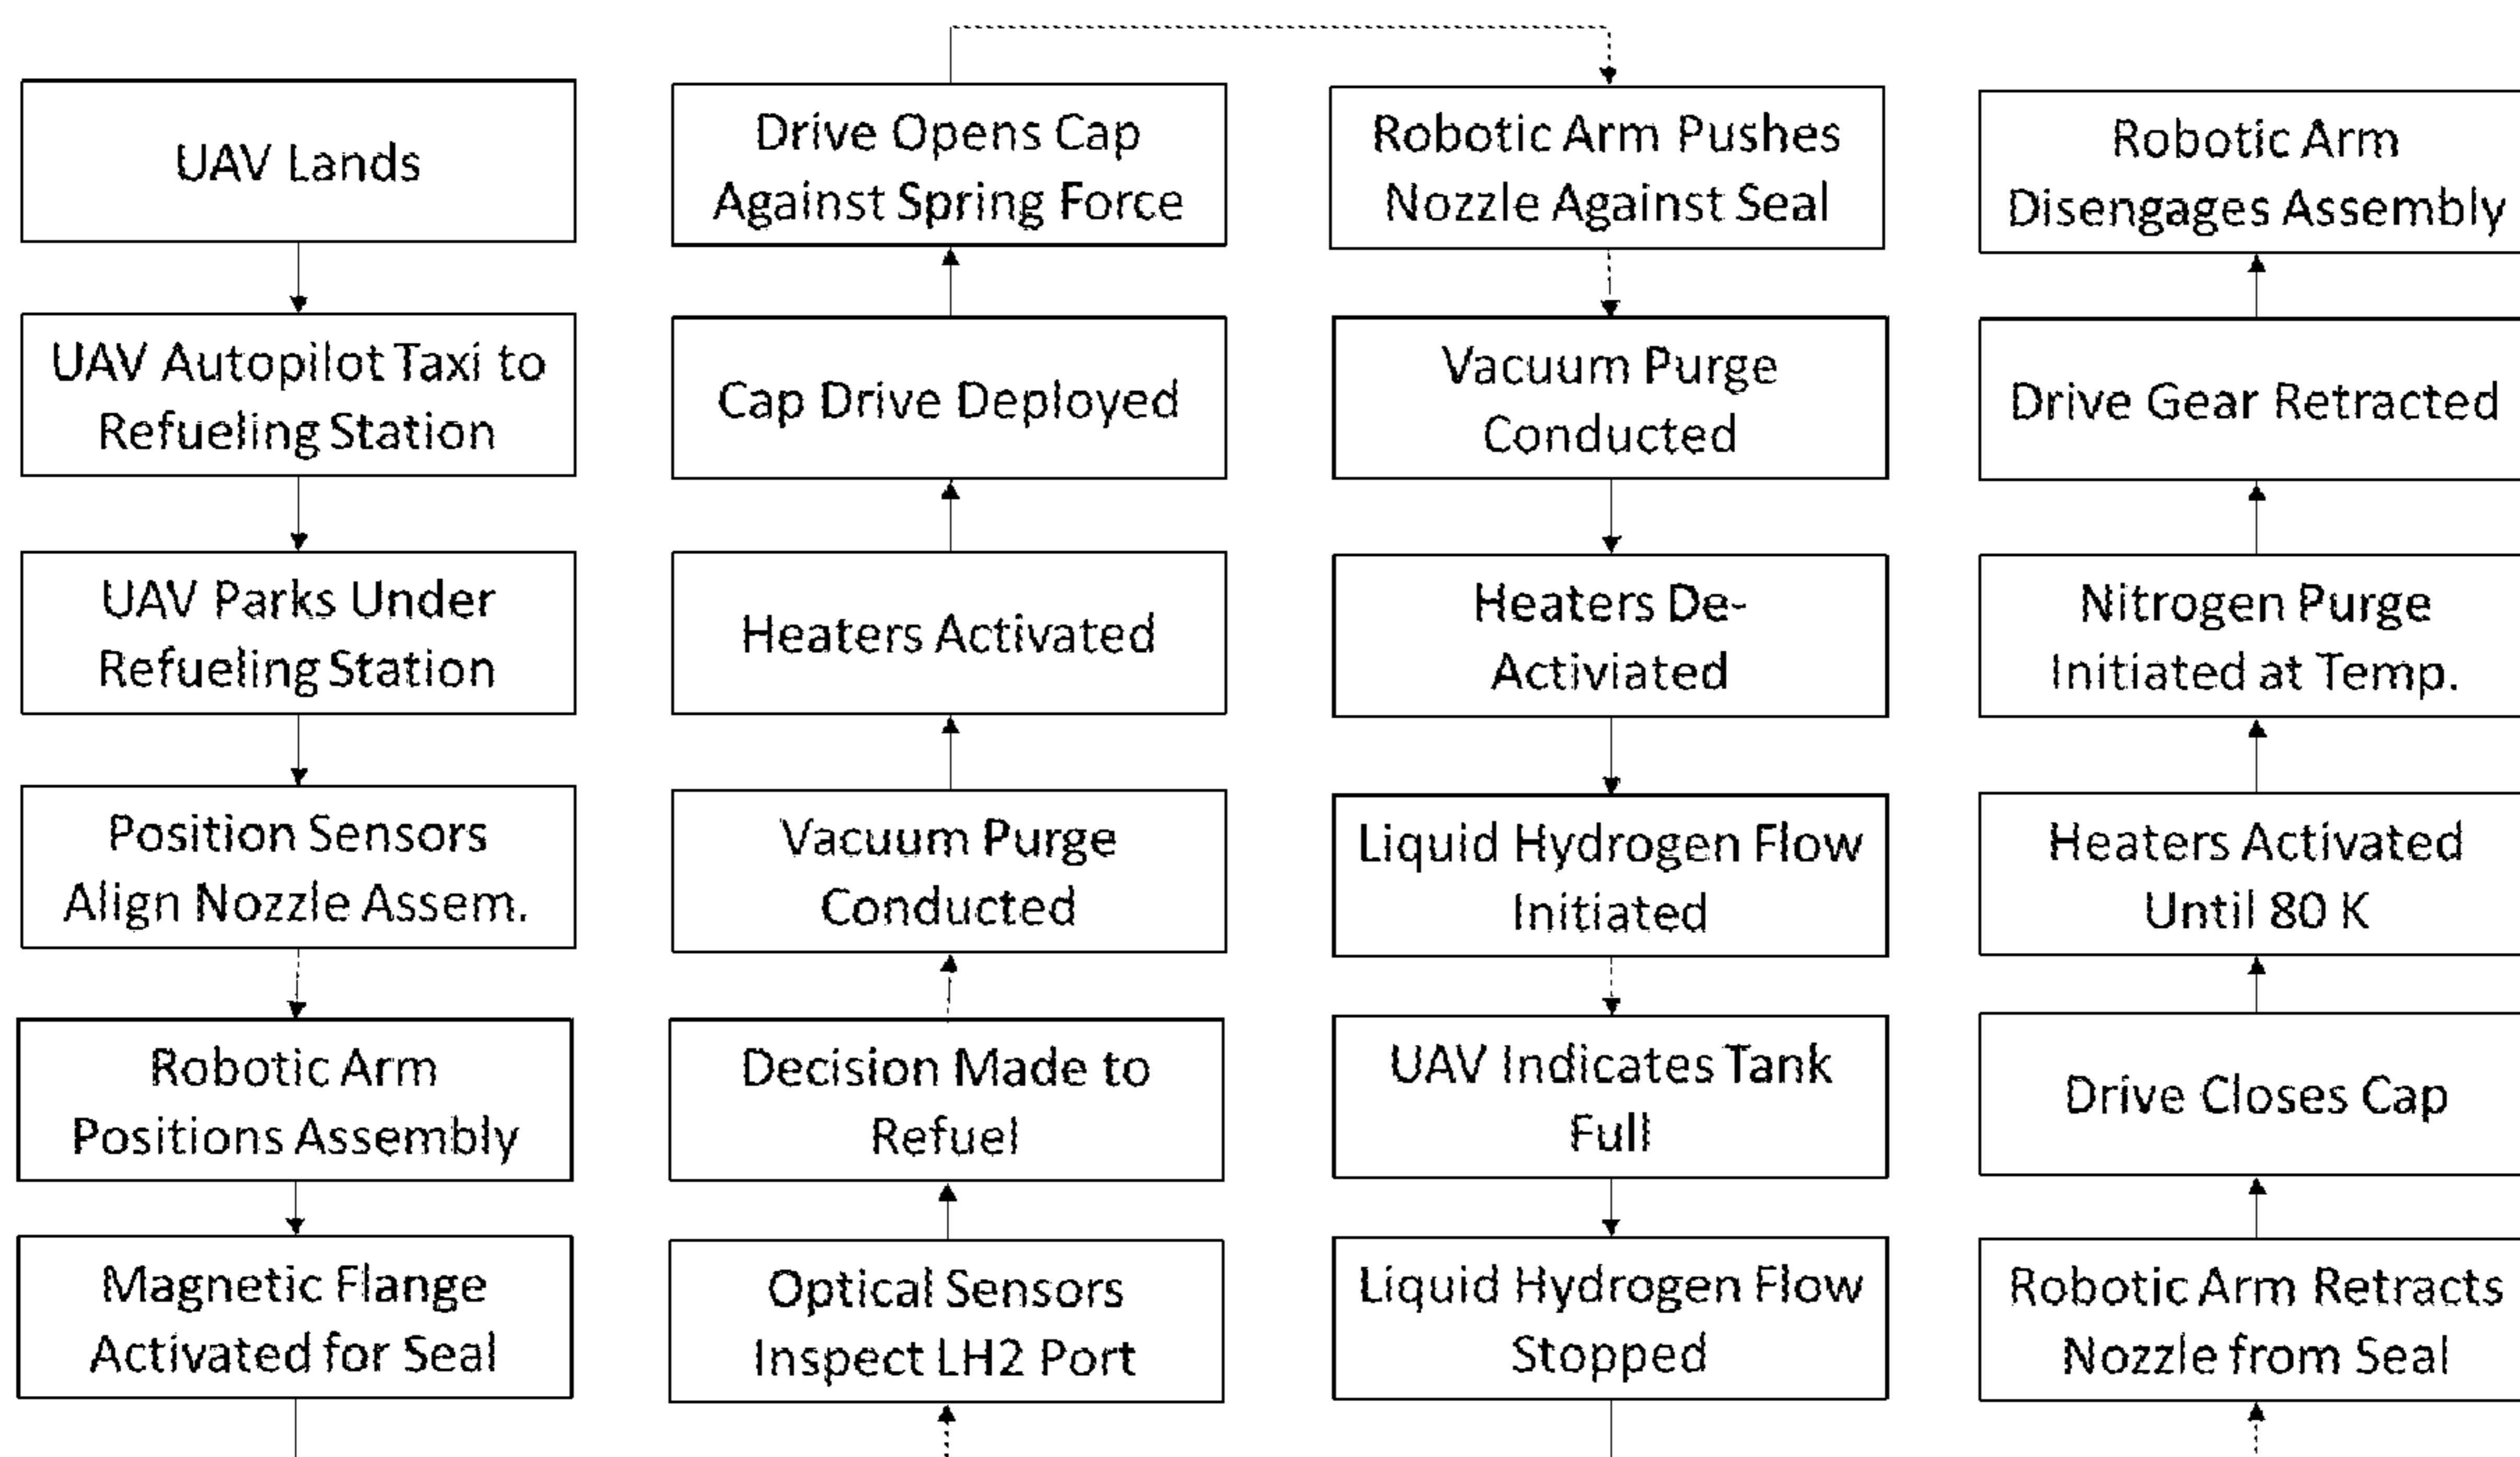 UAV Lands
UAV Autopilot Taxi to
Refueling Station
UAV Parks Under
Refueling Station
Position Sensors
Align Nozzle Assem.
Robotic Arm
Positions Assembly
Magnetic Flange
Activated for Seal
Optical Sensors
Inspect LH2 Port
Decision Made to
Refuel
Vacuum Purge
Conducted
Heaters Activated
Cap Drive Deployed
Drive Opens Cap
Against Spring Force
Robotic Arm Pushes
Nozzle Against Seal
Vacuum Purge
Conducted
Heaters De-
Activiated
Liquid Hydrogen Flow
Initiated
UAV Indicates Tank
Full
Liquid Hydrogen Flow
Stopped
Robotic Arm Retracts
Nozzle from Seal
Drive Closes Cap
Heaters Activated
Until 80 K
Nitrogen Purge
Initiated at Temp.
Drive Gear Retracted
Robotic Arm
Disengages Assembly